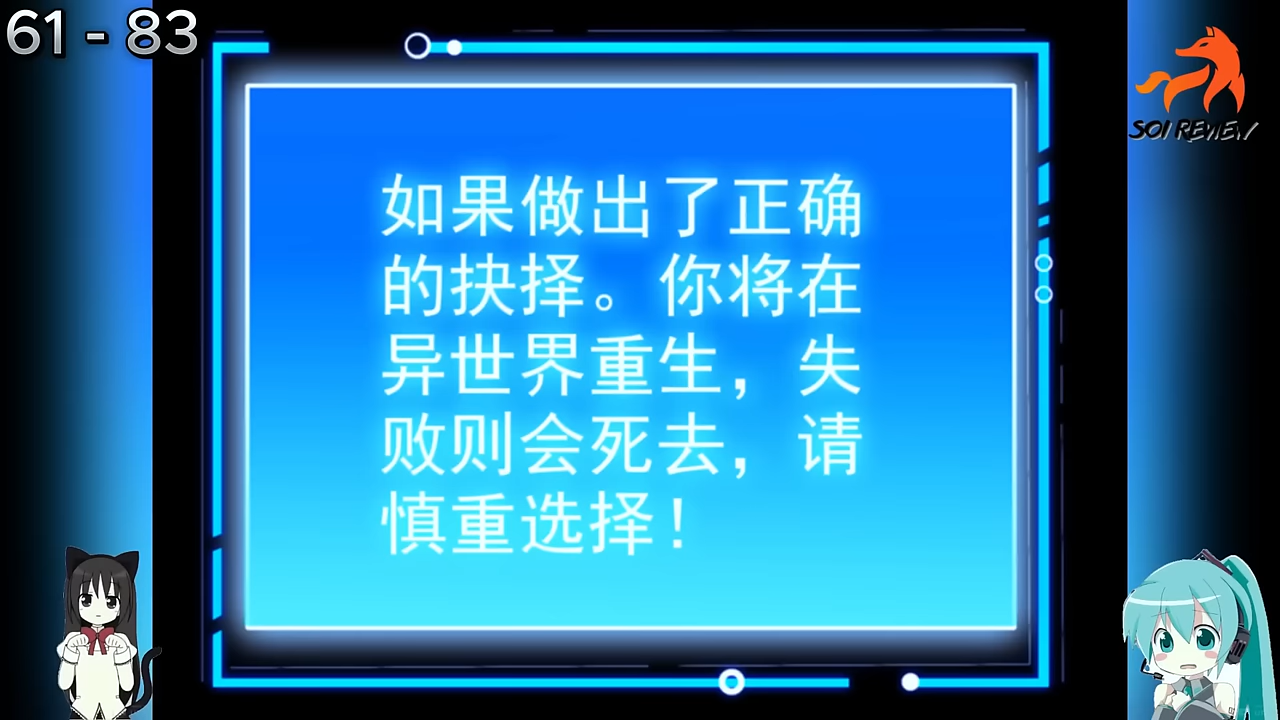 61 - 83
SOI REVIEW
如果做出了正确
的抉择。你将在
异世界重生，失
败则会死去，请
慎重选择！